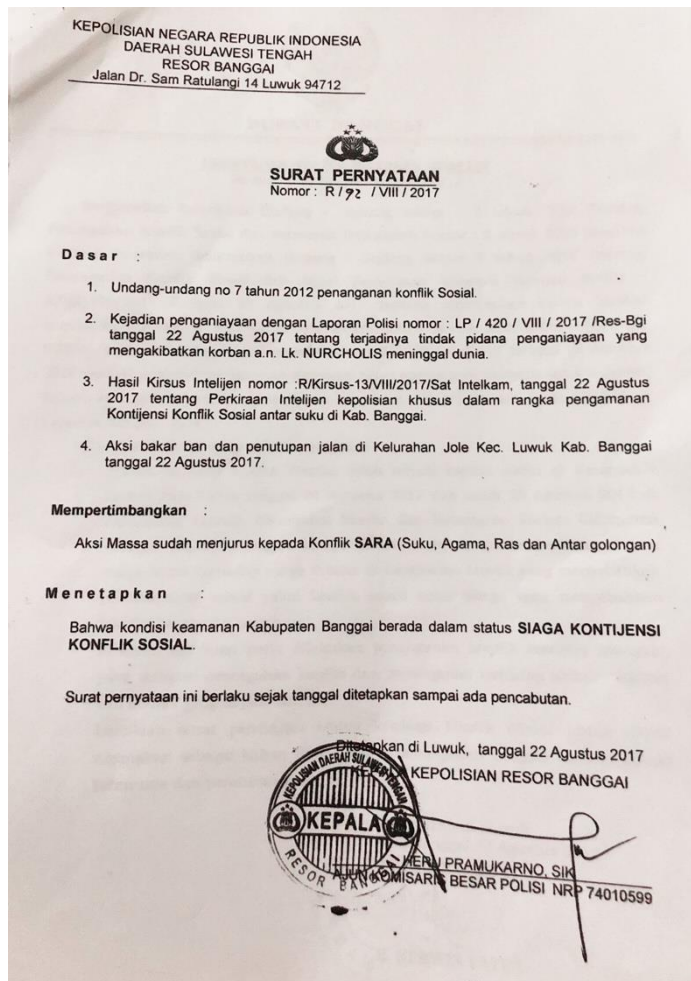 KEPOLISIAN NEGARA REPUBLIK INDONESIA
DAERAH SULAWESI TENGAH
RESOR BANGGAI
Jalan Dr. Sam Ratulangi 14 Luwuk 94712
SURAT PERNYATAAN
Nomor : R / 92 / VIII / 2017
Dasar :
1. Undang-undang no 7 tahun 2012 penanganan konflik Sosial.
2. Kejadian penganiayaan dengan Laporan Polisi nomor : LP / 420 / VIII / 2017 /Res-Bgi
tanggal 22 Agustus 2017 tentang terjadinya tindak pidana penganiayaan yang
mengakibatkan korban a.n. Lk. NURCHOLIS meninggal dunia.
3. Hasil Kirsus Intelijen nomor :R/Kirsus-13/VIII/2017/Sat Intelkam, tanggal 22 Agustus
2017 tentang Perkiraan Intelijen kepolisian khusus dalam rangka pengamanan
Kontijensi Konflik Sosial antar suku di Kab. Banggai.
4. Aksi bakar ban dan penutupan jalan di Kelurahan Jole Kec. Luwuk Kab. Banggai
tanggal 22 Agustus 2017.
Mempertimbangkan :
Aksi Massa sudah menjurus kepada Konflik SARA (Suku, Agama, Ras dan Antar golongan)
Menetapkan :
Bahwa kondisi keamanan Kabupaten Banggai berada dalam status SIAGA KONTIJENSI
KONFLIK SOSIAL.
Surat pernyataan ini berlaku sejak tanggal ditetapkan sampai ada pencabutan.
Ditetapkan di Luwuk, tanggal 22 Agustus 2017
KEPOLISIAN RESOR BANGGAI
KEPOLISIAN DAERAH SULAWESI TENGAH
KEPALA
RESOR BANGGAI
HERU PRAMUKARNO, SIK
AJUN KOMISARIS BESAR POLISI NRP 74010599